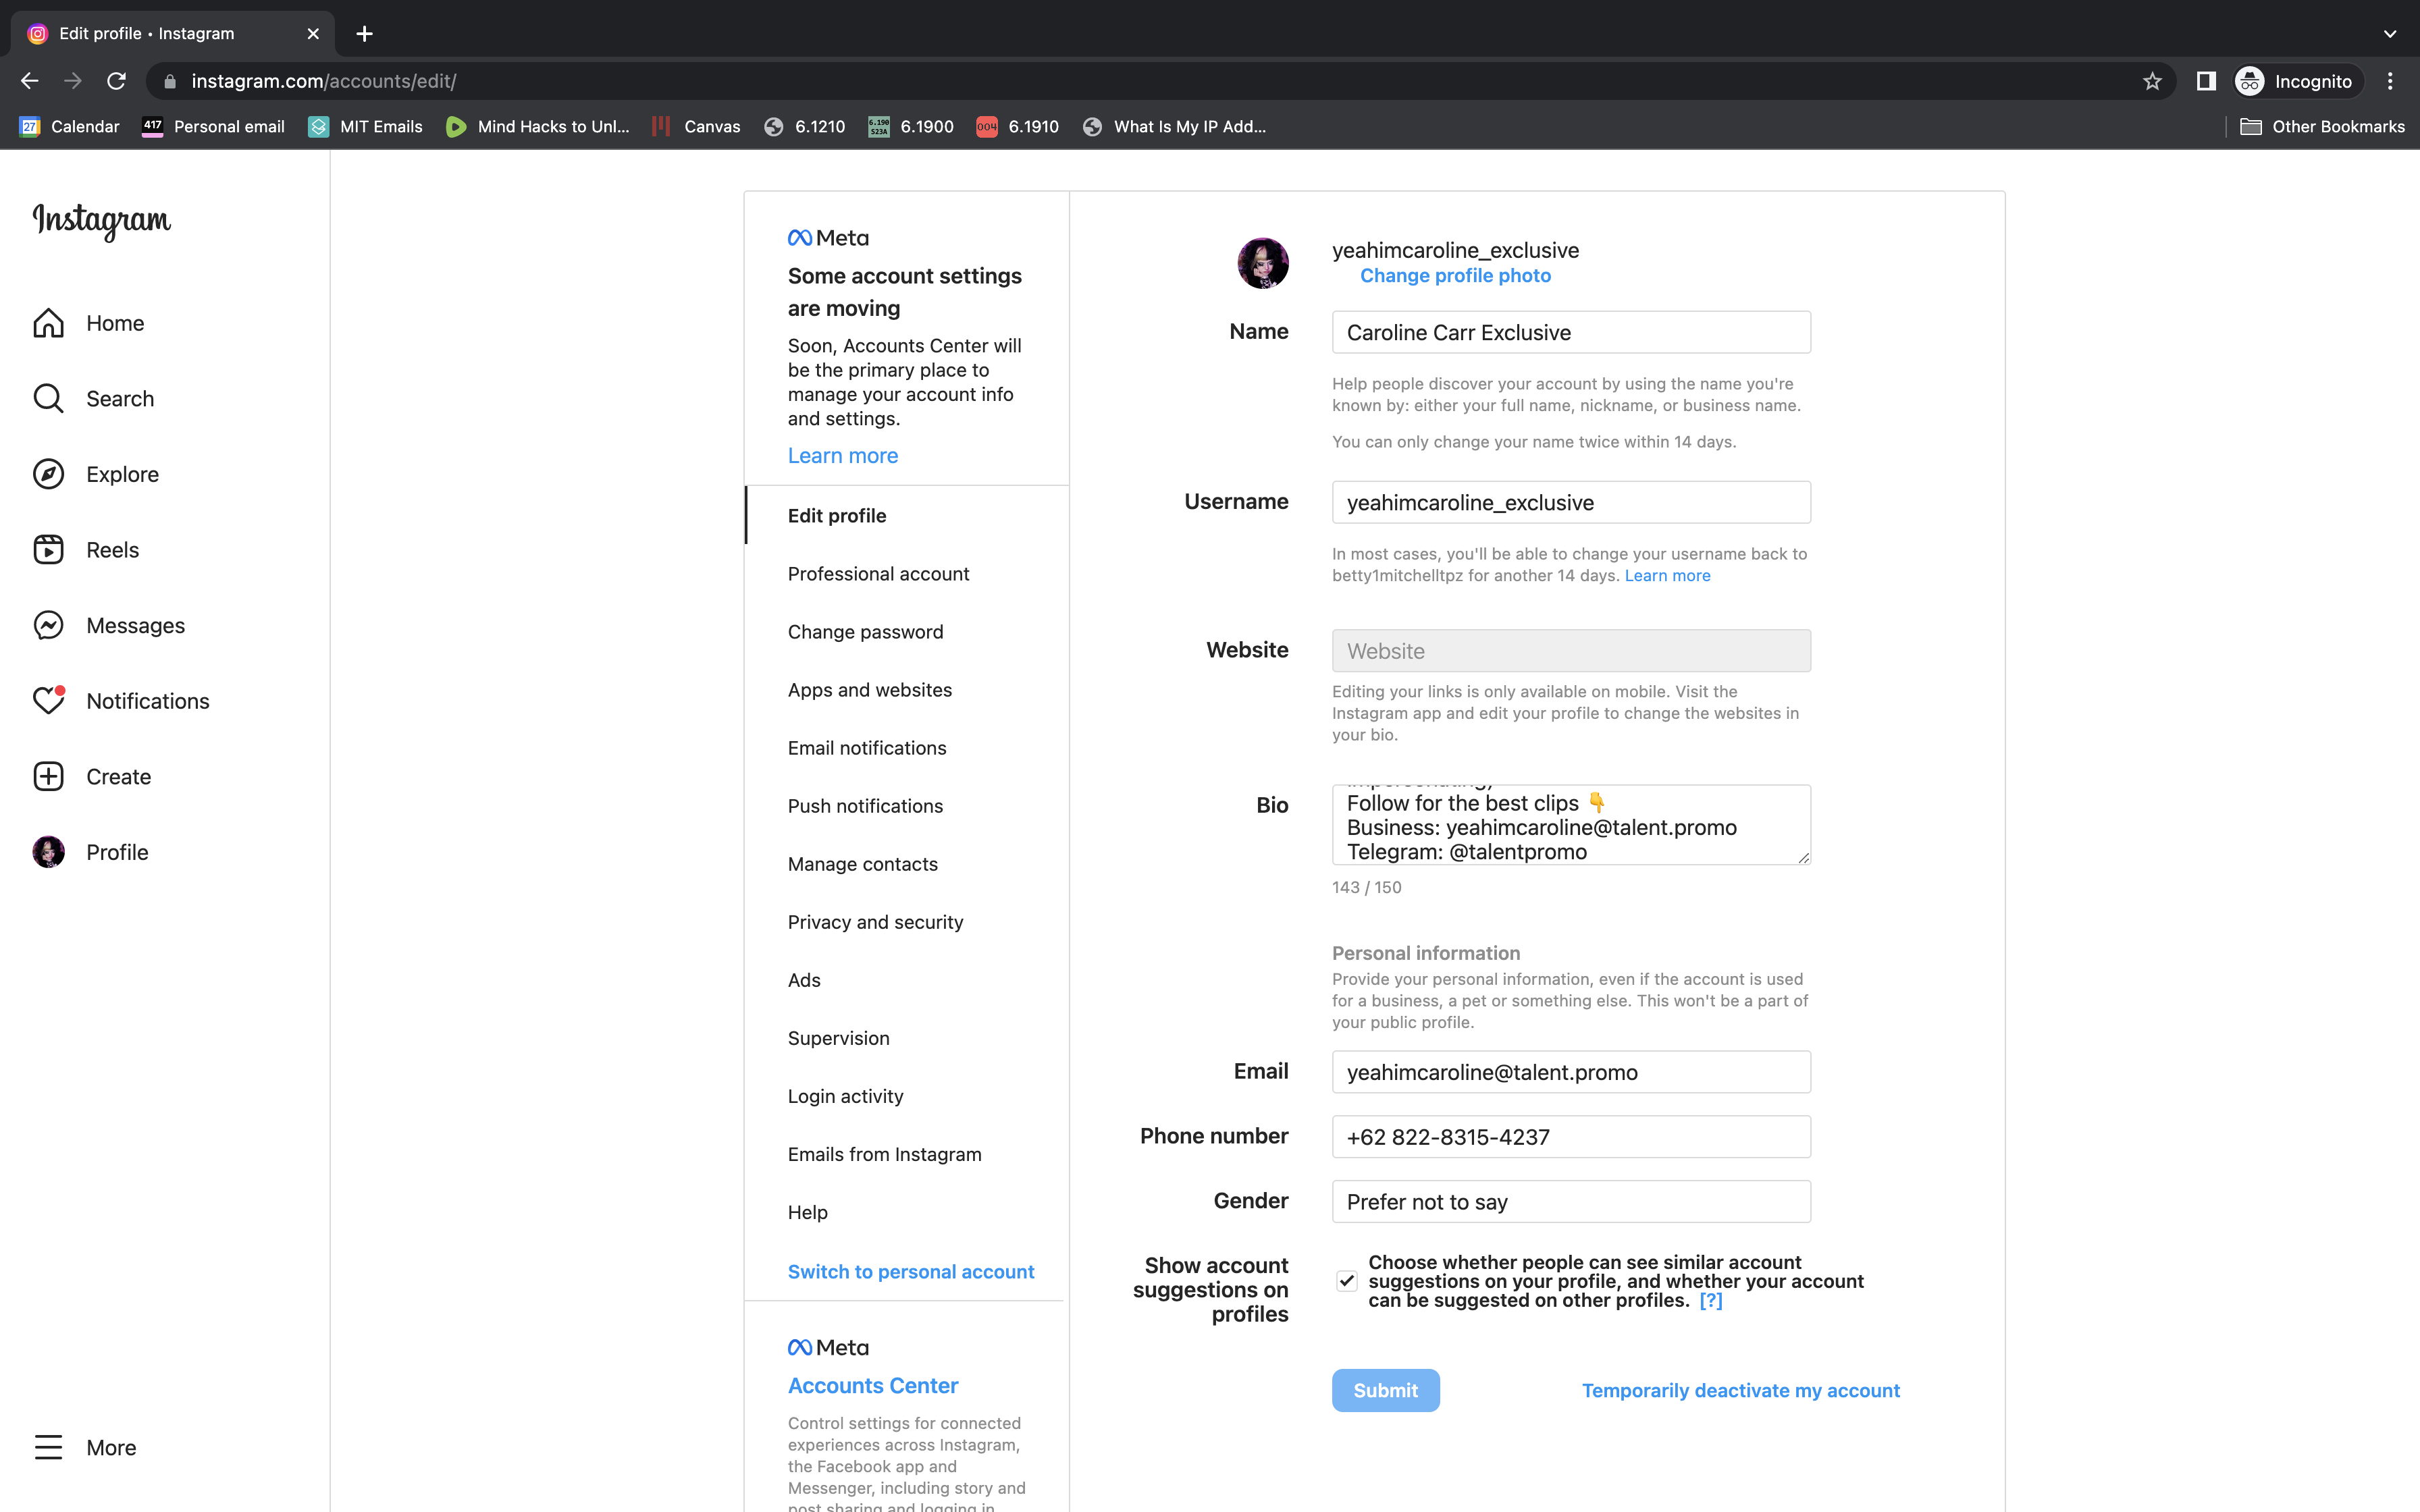 Edit profile • Instagram
instagram.com/accounts/edit/
Incognito
27 Calendar
417 Personal email
MIT Emails
Mind Hacks to Unl...
Canvas
6.1210
6.190 S23A 6.1900
004 6.1910
What Is My IP Add...
Other Bookmarks
Instagram
Home
Search
Explore
Reels
Messages
Notifications
Create
Profile
More
Meta
Some account settings
are moving
Soon, Accounts Center will
be the primary place to
manage your account info
and settings.
Learn more
Edit profile
Professional account
Change password
Apps and websites
Email notifications
Push notifications
Manage contacts
Privacy and security
Ads
Supervision
Login activity
Emails from Instagram
Help
Switch to personal account
Meta
Accounts Center
Control settings for connected
experiences across Instagram,
the Facebook app and
Messenger, including story and
post sharing and logging in.
yeahimcaroline_exclusive
Change profile photo
Name
Caroline Carr Exclusive
Help people discover your account by using the name you're
known by: either your full name, nickname, or business name.
You can only change your name twice within 14 days.
Username
yeahimcaroline_exclusive
In most cases, you'll be able to change your username back to
betty1mitchelltpz for another 14 days. Learn more
Website
Website
Editing your links is only available on mobile. Visit the
Instagram app and edit your profile to change the websites in
your bio.
Bio
impersonating)
Follow for the best clips 👇
Business: yeahimcaroline@talent.promo
Telegram: @talentpromo
143 / 150
Personal information
Provide your personal information, even if the account is used
for a business, a pet or something else. This won't be a part of
your public profile.
Email
yeahimcaroline@talent.promo
Phone number
+62 822-8315-4237
Gender
Prefer not to say
Show account
suggestions on
profiles
Choose whether people can see similar account
suggestions on your profile, and whether your account
can be suggested on other profiles. [?]
Submit
Temporarily deactivate my account